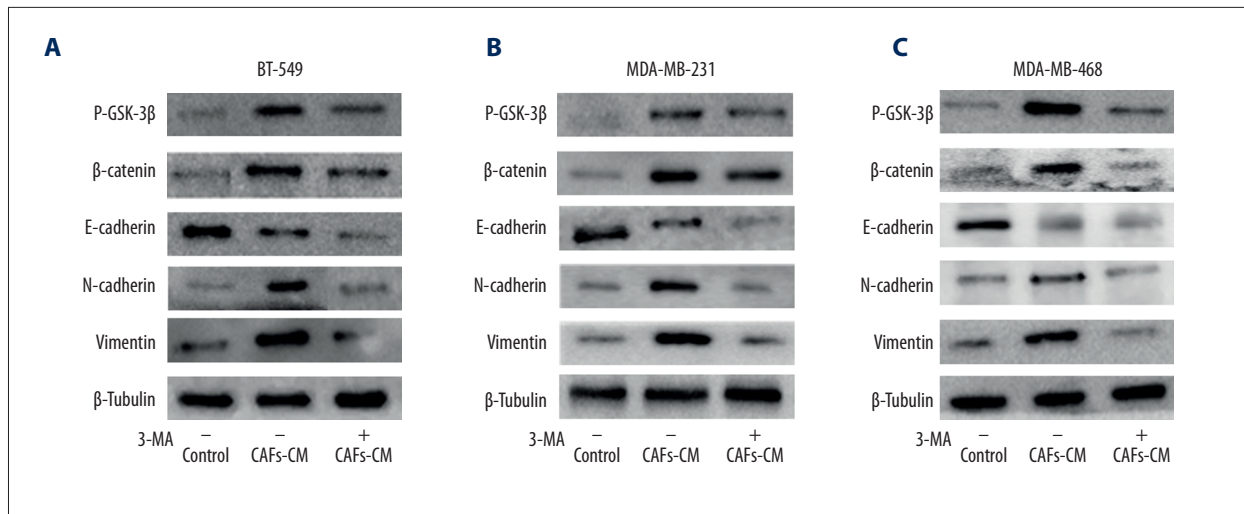 A
BT-549
P-GSK-3β
β-catenin
E-cadherin
N-cadherin
Vimentin
β-Tubulin
3-MA – – +
Control CAFs-CM CAFs-CM
B
MDA-MB-231
P-GSK-3β
β-catenin
E-cadherin
N-cadherin
Vimentin
β-Tubulin
3-MA – – +
Control CAFs-CM CAFs-CM
C
MDA-MB-468
P-GSK-3β
β-catenin
E-cadherin
N-cadherin
Vimentin
β-Tubulin
3-MA – – +
Control CAFs-CM CAFs-CM